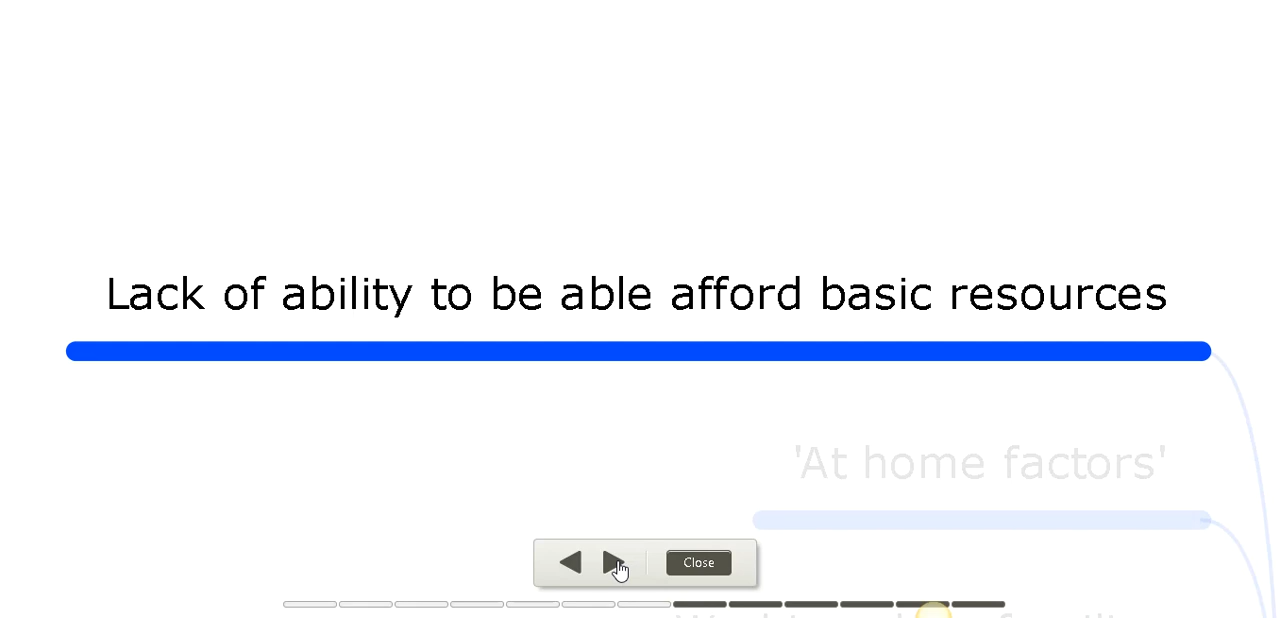 Lack of ability to be able afford basic resources
'At home factors'
Close